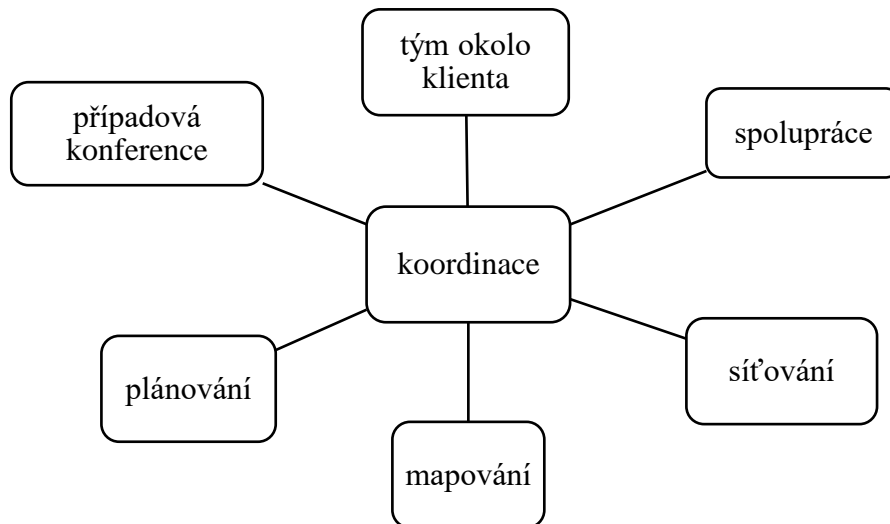 tým okolo
klienta
případová
konference
spolupráce
koordinace
síťování
plánování
mapování